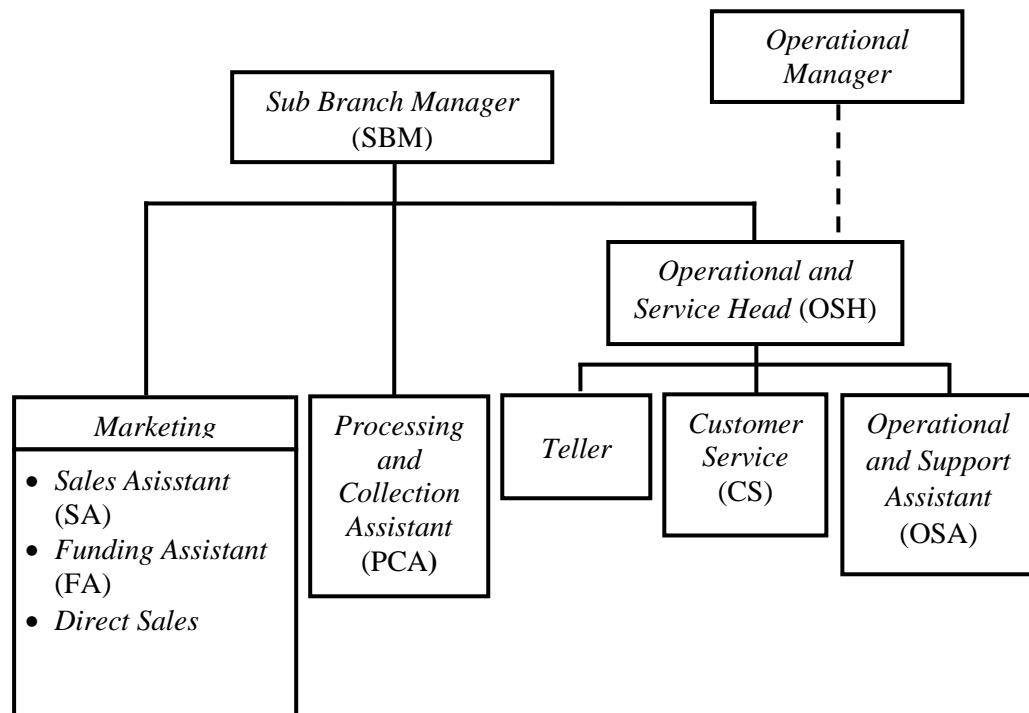 Operational
Manager
Sub Branch Manager
(SBM)
Operational and
Service Head (OSH)
Marketing
• Sales Asisstant
(SA)
• Funding Assistant
(FA)
• Direct Sales
Processing
and
Collection
Assistant
(PCA)
Teller
Customer
Service
(CS)
Operational
and Support
Assistant
(OSA)